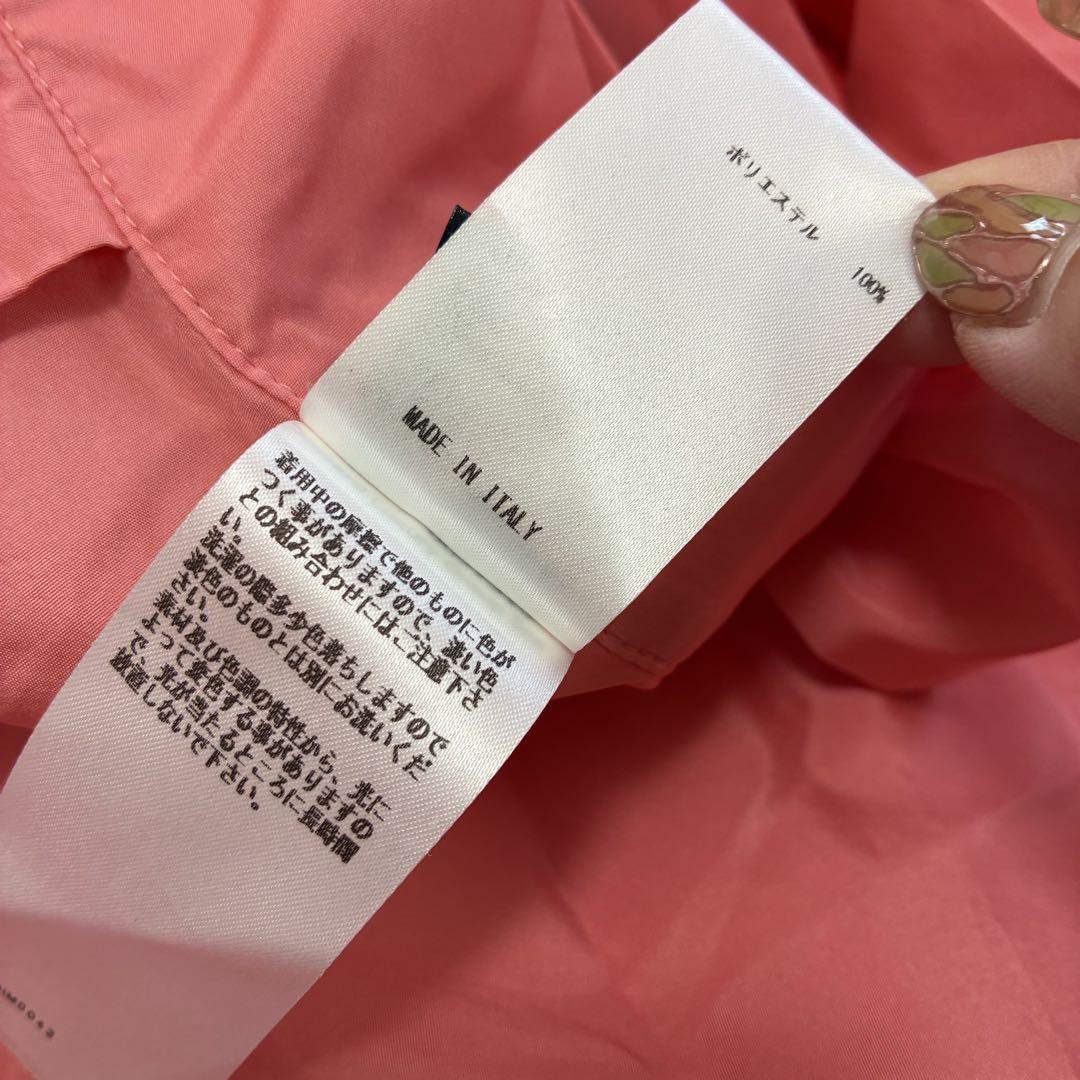 ポリエステル
100%
MADE IN ITALY
着用中の摩擦で他のものに色が
つく事がありますので、濃い色
との組み合わせにはご注意下さ
い。
洗濯の際多少色落ちしますので
淡色のものとは別にお洗いくだ
さい。
素材及び色調の特性から、光に
よって変色する事がありますの
で、光が当たるところに長時間
放置しないで下さい。